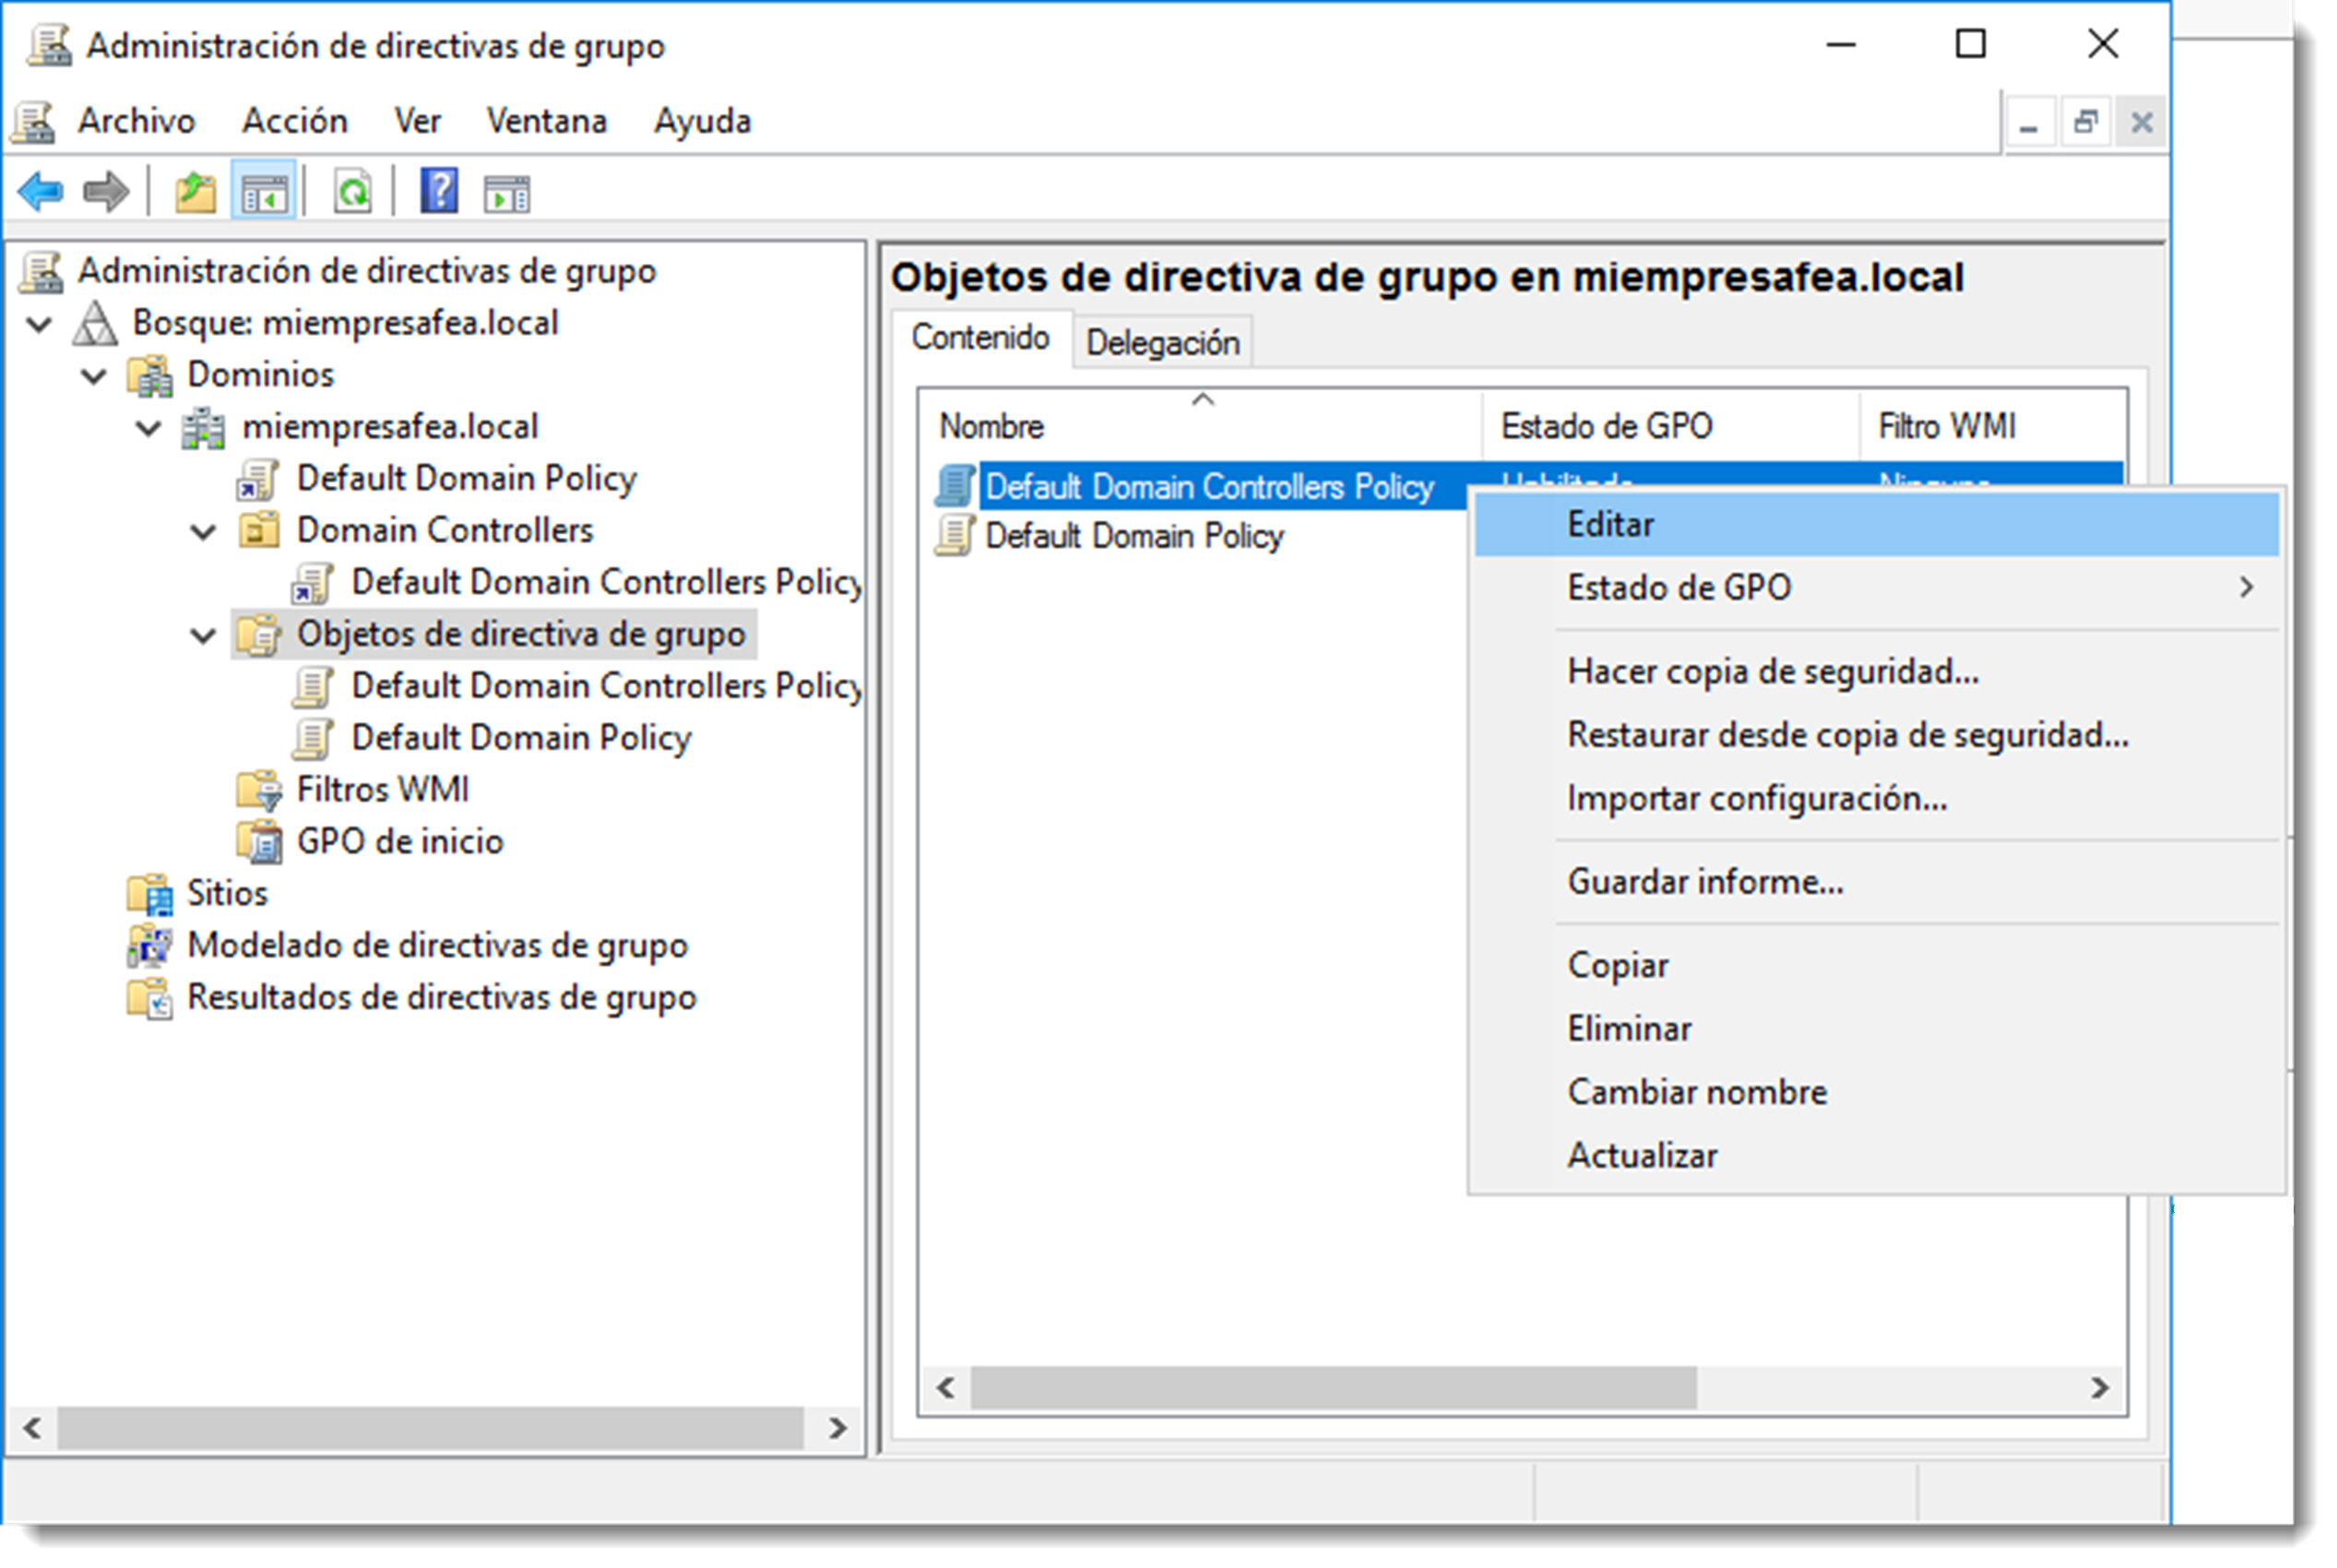 Administración de directivas de grupo
Archivo Acción Ver Ventana Ayuda
Administración de directivas de grupo
Bosque: miempresafea.local
Dominios
miempresafea.local
Default Domain Policy
Domain Controllers
Default Domain Controllers Policy
Objetos de directiva de grupo
Default Domain Controllers Policy
Default Domain Policy
Filtros WMI
GPO de inicio
Sitios
Modelado de directivas de grupo
Resultados de directivas de grupo
Objetos de directiva de grupo en miempresafea.local
Contenido Delegación
Nombre Estado de GPO Filtro WMI
Default Domain Controllers Policy
Default Domain Policy
Editar
Estado de GPO
Hacer copia de seguridad...
Restaurar desde copia de seguridad...
Importar configuración...
Guardar informe...
Copiar
Eliminar
Cambiar nombre
Actualizar